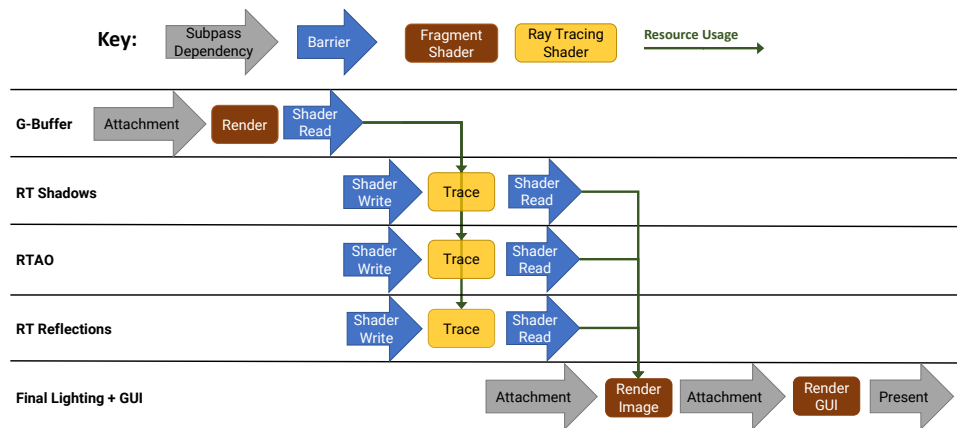 Key:
Subpass
Dependency
Barrier
Fragment
Shader
Ray Tracing
Shader
Resource Usage
G-Buffer
Attachment
Render
Shader
Read
RT Shadows
Shader
Write
Trace
Shader
Read
RTAO
Shader
Write
Trace
Shader
Read
RT Reflections
Shader
Write
Trace
Shader
Read
Final Lighting + GUI
Attachment
Render
Image
Attachment
Render
GUI
Present